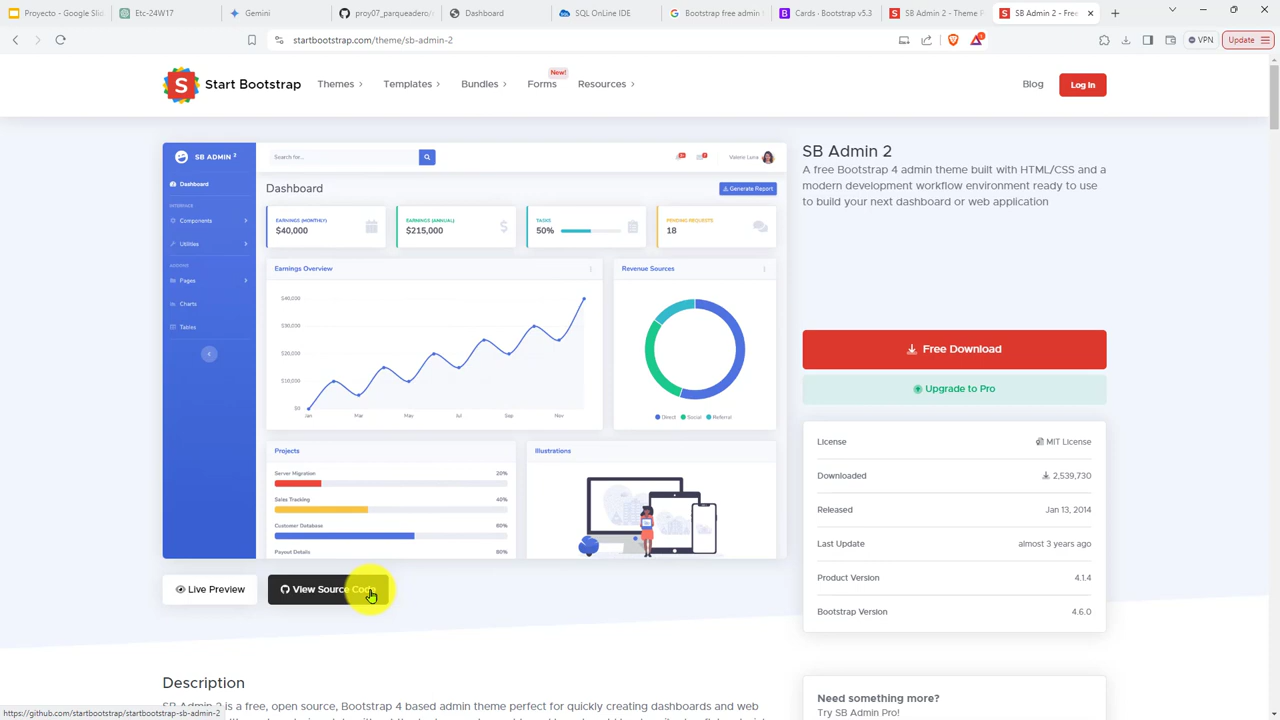 Proyecto - Google Slides
Etc-24W17
Gemini
proy07_parqueadero/v
Dashboard
SQL OnLine IDE
Bootstrap free admin t
Cards · Bootstrap v5.3
SB Admin 2 - Theme P
SB Admin 2 - Free
startbootstrap.com/theme/sb-admin-2
VPN
Update
Start Bootstrap
Themes
Templates
Bundles
New!
Forms
Resources
Blog
Log In
SB ADMIN 2
Search for...
Valerie Luna
Dashboard
Dashboard
Generate Report
INTERFACE
Components
Utilities
Pages
Charts
Tables
EARNINGS (MONTHLY)
$40,000
EARNINGS (ANNUAL)
$215,000
TASKS
50%
PENDING REQUESTS
18
Earnings Overview
$40,000
$30,000
$20,000
$10,000
$0
Jan Mar May Jul Sep Nov
Revenue Sources
Direct Social Referral
Projects
Server Migration 20%
Sales Tracking 40%
Customer Database 60%
Payout Details 80%
Illustrations
SB Admin 2
A free Bootstrap 4 admin theme built with HTML/CSS and a
modern development workflow environment ready to use
to build your next dashboard or web application
Free Download
Upgrade to Pro
License MIT License
Downloaded 2,539,730
Released Jan 13, 2014
Last Update almost 3 years ago
Product Version 4.1.4
Bootstrap Version 4.6.0
Live Preview
View Source Code
Description
SB Admin 2 is a free, open source, Bootstrap 4 based admin theme perfect for quickly creating dashboards and web
Need something more?
Try SB Admin Pro!
https://github.com/startbootstrap/startbootstrap-sb-admin-2